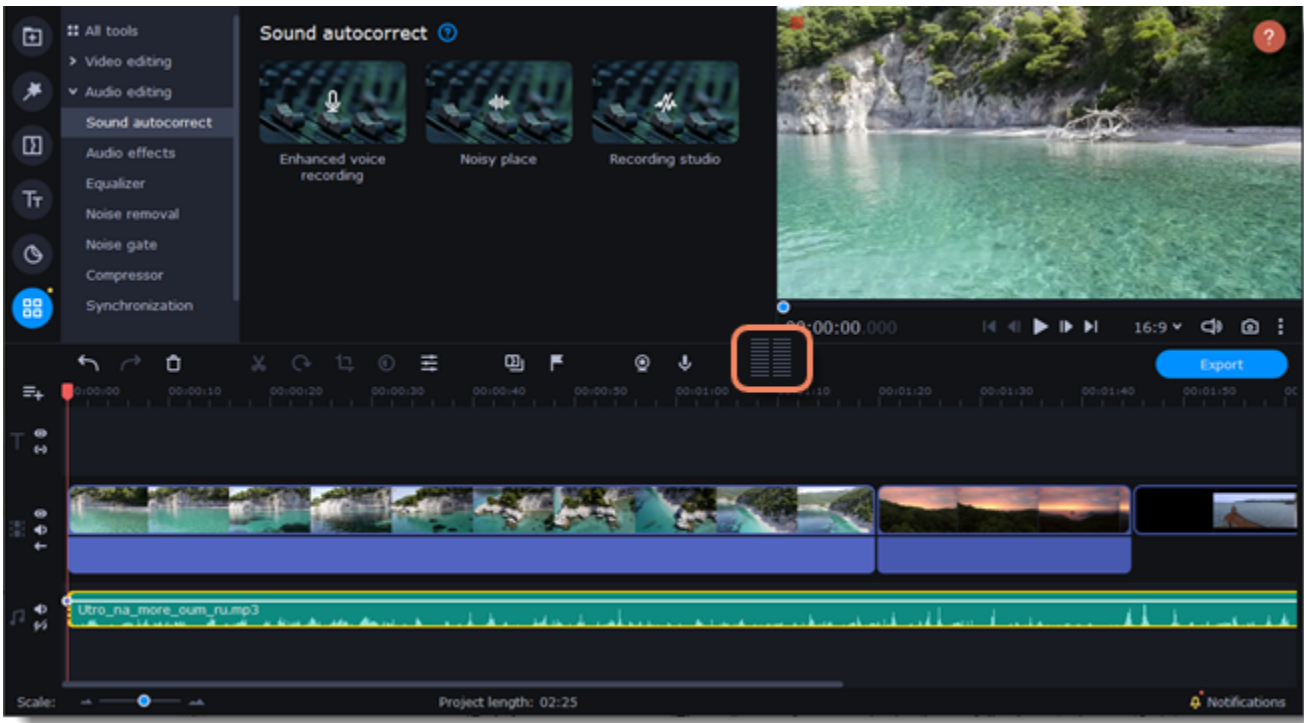 All tools
Video editing
Audio editing
Sound autocorrect
Audio effects
Equalizer
Noise removal
Noise gate
Compressor
Synchronization
Sound autocorrect ?
Enhanced voice
recording
Noisy place
Recording studio
?
00:00:00.000
16:9
Export
0:00:00 00:00:10 00:00:20 00:00:30 00:00:40 00:00:50 00:01:00 :10 00:01:20 00:01:30 00:01:40 00:01:50 00
Utro_na_more_oum_ru.mp3
Scale:
Project length: 02:25
Notifications